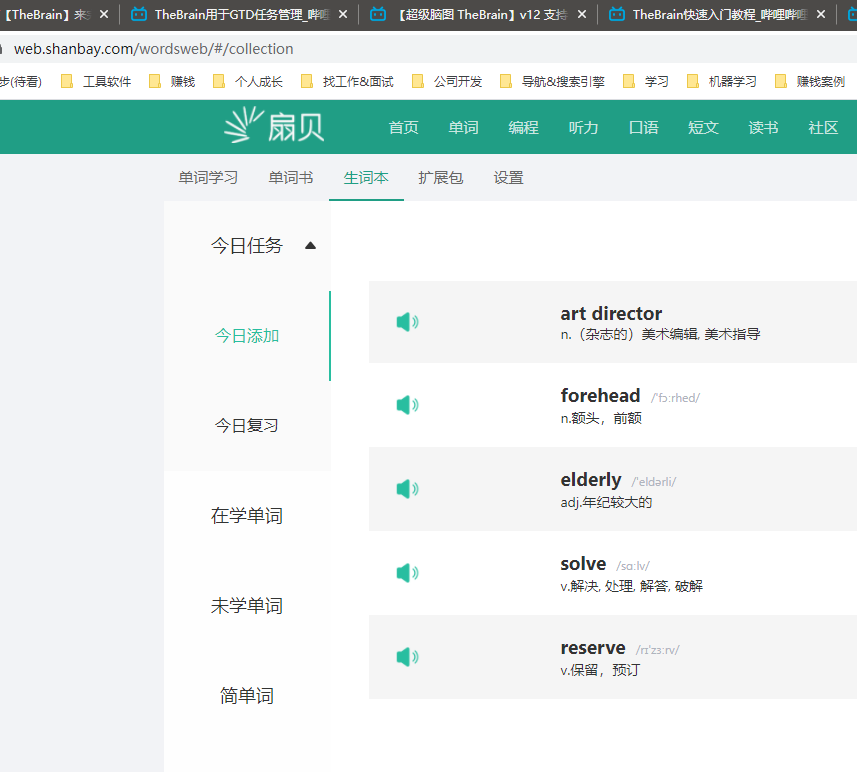 【TheBrain】来
TheBrain用于GTD任务管理_哔哩
【超级脑图 TheBrain】v12 支持
TheBrain快速入门教程_哔哩哔哩
web.shanbay.com/wordsweb/#/collection
步(待看) 工具软件 赚钱 个人成长 找工作&面试 公司开发 导航&搜索引擎 学习 机器学习 赚钱案例
扇贝 首页 单词 编程 听力 口语 短文 读书 社区
单词学习 单词书 生词本 扩展包 设置
今日任务
今日添加
今日复习
在学单词
未学单词
简单词
art director
n.（杂志的）美术编辑, 美术指导
forehead /ˈfɔːrhed/
n.额头，前额
elderly /ˈeldərli/
adj.年纪较大的
solve /sɑːlv/
v.解决, 处理, 解答, 破解
reserve /rɪˈzɜːrv/
v.保留，预订